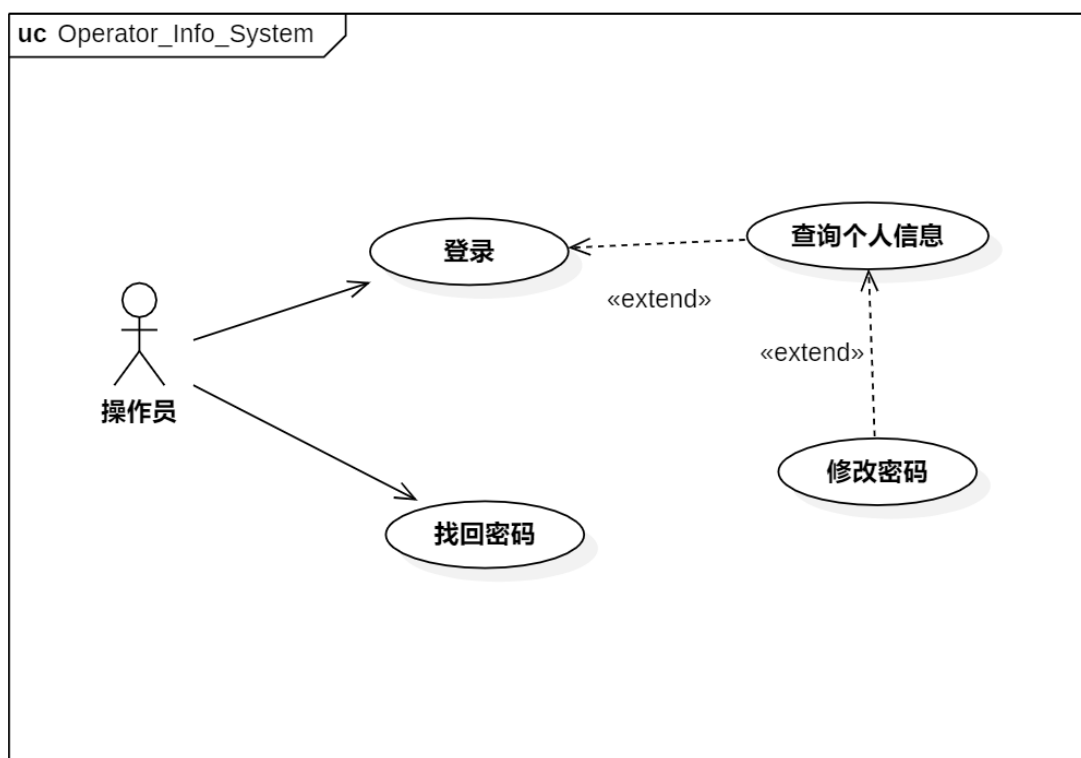 uc Operator_Info_System
登录
查询个人信息
«extend»
«extend»
操作员
修改密码
找回密码